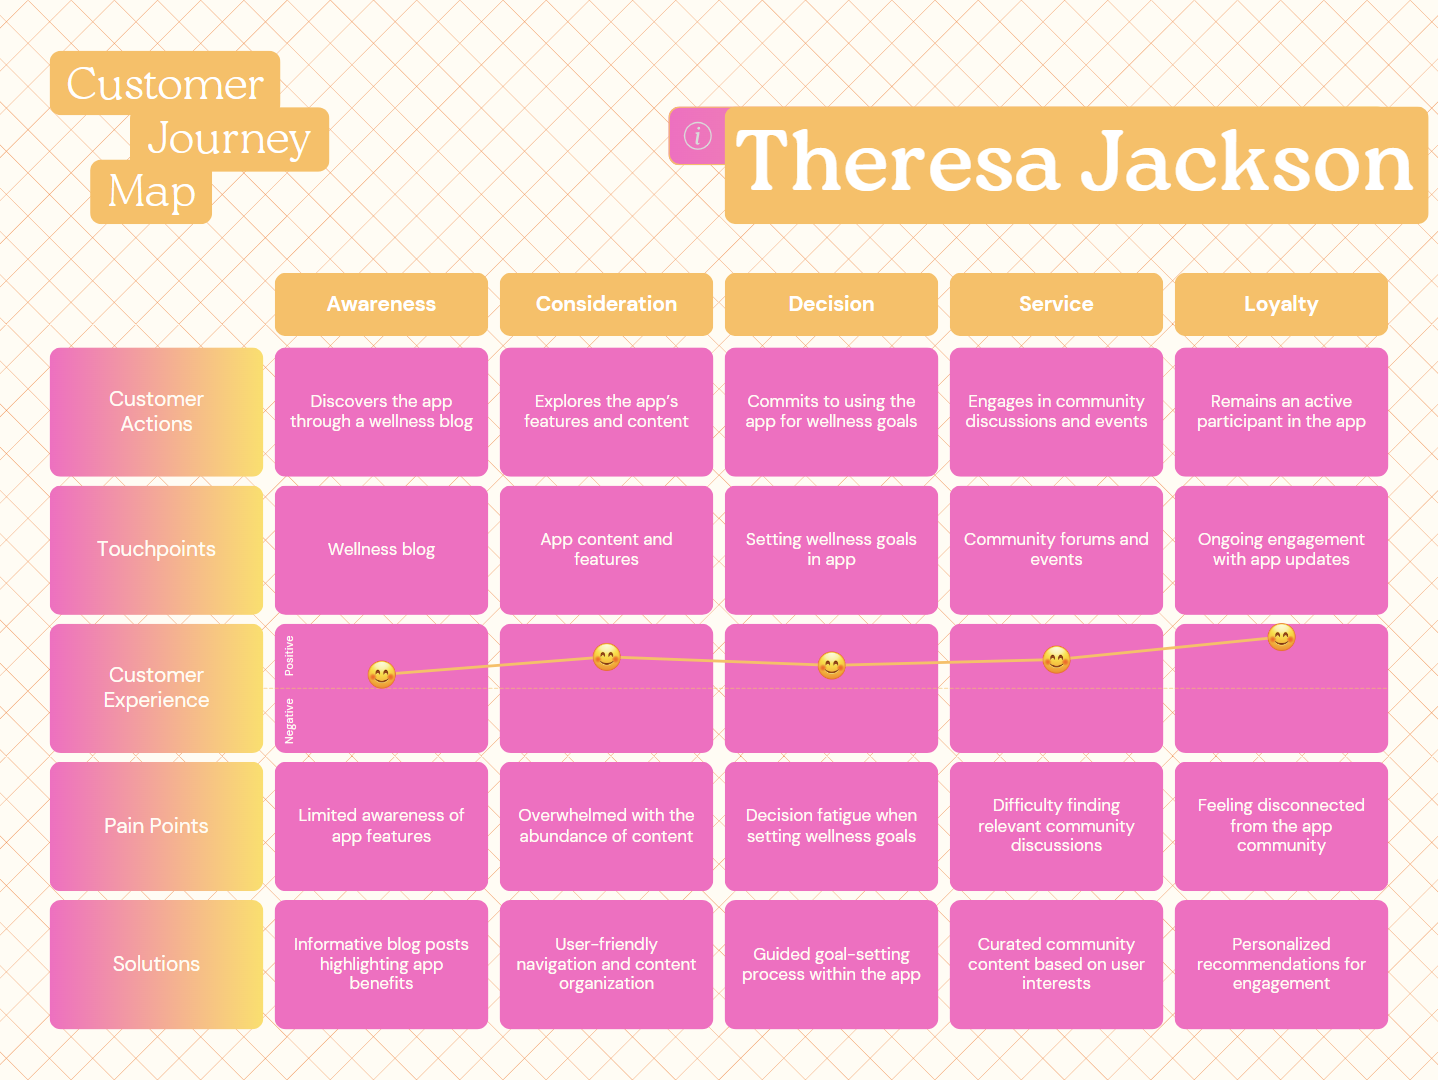 Customer
Journey
Map
i
Theresa Jackson
Awareness
Consideration
Decision
Service
Loyalty
Customer
Actions
Discovers the app
through a wellness blog
Explores the app's
features and content
Commits to using the
app for wellness goals
Engages in community
discussions and events
Remains an active
participant in the app
Touchpoints
Wellness blog
App content and
features
Setting wellness goals
in app
Community forums and
events
Ongoing engagement
with app updates
Customer
Experience
Positive
Negative
Pain Points
Limited awareness of
app features
Overwhelmed with the
abundance of content
Decision fatigue when
setting wellness goals
Difficulty finding
relevant community
discussions
Feeling disconnected
from the app
community
Solutions
Informative blog posts
highlighting app
benefits
User-friendly
navigation and content
organization
Guided goal-setting
process within the app
Curated community
content based on user
interests
Personalized
recommendations for
engagement